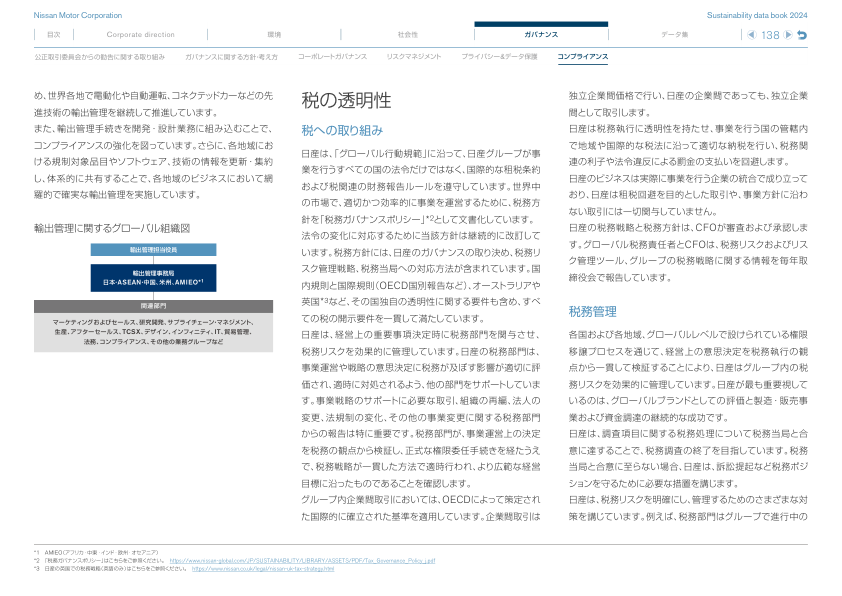 Nissan Motor Corporation
Sustainability data book 2024
目次
Corporate direction
環境
社会性
ガバナンス
データ集
138
公正取引委員会からの勧告に関する取り組み
ガバナンスに関する方針・考え方
コーポレートガバナンス
リスクマネジメント
プライバシー&データ保護
コンプライアンス
め、世界各地で電動化や自動運転、コネクテッドカーなどの先
進技術の輸出管理を継続して推進しています。
また、輸出管理手続きを開発・設計業務に組み込むことで、
コンプライアンスの強化を図っています。さらに、各地域にお
ける規制対象品目やソフトウェア、技術の情報を更新・集約
し、体系的に共有することで、各地域のビジネスにおいて網
羅的で確実な輸出管理を実施しています。
輸出管理に関するグローバル組織図
輸出管理担当役員
輸出管理事務局
日本・ASEAN・中国、米州、AMIEO*1
関連部門
マーケティングおよびセールス、研究開発、サプライチェーン・マネジメント、
生産、アフターセールス、TCSX、デザイン、インフィニティ、IT、貿易管理、
法務、コンプライアンス、その他の業務グループなど
税の透明性
税への取り組み
日産は、「グローバル行動規範」に沿って、日産グループが事
業を行うすべての国の法令だけではなく、国際的な租税条約
および税関連の財務報告ルールを遵守しています。世界中
の市場で、適切かつ効率的に事業を運営するために、税務方
針を「税務ガバナンスポリシー」*2として文書化しています。
法令の変化に対応するために当該方針は継続的に改訂して
います。税務方針には、日産のガバナンスの取り決め、税務リ
スク管理戦略、税務当局への対応方法が含まれています。国
内規則と国際規則（OECD国別報告など）、オーストラリアや
英国*3など、その国独自の透明性に関する要件も含め、すべ
ての税の開示要件を一貫して満たしています。
日産は、経営上の重要事項決定時に税務部門を関与させ、
税務リスクを効果的に管理しています。日産の税務部門は、
事業運営や戦略の意思決定に税務が及ぼす影響が適切に評
価され、適時に対処されるよう、他の部門をサポートしていま
す。事業戦略のサポートに必要な取引、組織の再編、法人の
変更、法規制の変化、その他の事業変更に関する税務部門
からの報告は特に重要です。税務部門が、事業運営上の決定
を税務の観点から検証し、正式な権限委任手続きを経たうえ
で、税務戦略が一貫した方法で適時行われ、より広範な経営
目標に沿ったものであることを確認します。
グループ内企業間取引においては、OECDによって策定され
た国際的に確立された基準を適用しています。企業間取引は
独立企業間価格で行い、日産の企業間であっても、独立企業
間として取引します。
日産は税務執行に透明性を持たせ、事業を行う国の管轄内
で地域や国際的な税法に沿って適切な納税を行い、税務関
連の利子や法令違反による罰金の支払いを回避します。
日産のビジネスは実際に事業を行う企業の統合で成り立って
おり、日産は租税回避を目的とした取引や、事業方針に沿わ
ない取引には一切関与していません。
日産の税務戦略と税務方針は、CFOが審査および承認しま
す。グローバル税務責任者とCFOは、税務リスクおよびリス
ク管理ツール、グループの税務戦略に関する情報を毎年取
締役会で報告しています。
税務管理
各国および各地域、グローバルレベルで設けられている権限
移譲プロセスを通じて、経営上の意思決定を税務執行の観
点から一貫して検証することにより、日産はグループ内の税
務リスクを効果的に管理しています。日産が最も重要視して
いるのは、グローバルブランドとしての評価と製造・販売事
業および資金調達の継続的な成功です。
日産は、調査項目に関する税務処理について税務当局と合
意に達することで、税務調査の終了を目指しています。税務
当局と合意に至らない場合、日産は、訴訟提起など税務ポジ
ションを守るために必要な措置を講じます。
日産は、税務リスクを明確にし、管理するためのさまざまな対
策を講じています。例えば、税務部門はグループで進行中の
*1 AMIEO（アフリカ・中東・インド・欧州・オセアニア）
*2 「税務ガバナンスポリシー」はこちらをご参照ください。 https://www.nissan-global.com/JP/SUSTAINABILITY/LIBRARY/ASSETS/PDF/Tax_Governance_Policy_j.pdf
*3 日産の英国での税務戦略（英語のみ）はこちらをご参照ください。 https://www.nissan.co.uk/legal/nissan-uk-tax-strategy.html